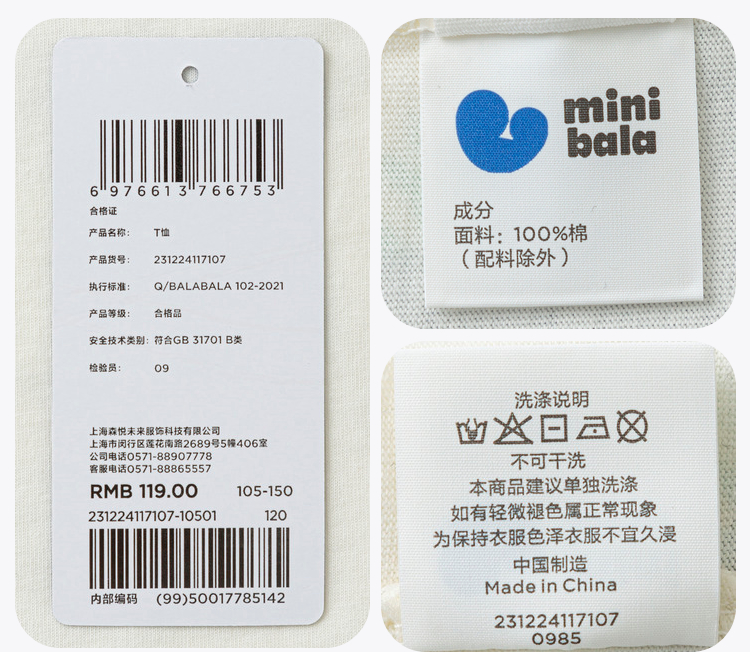 6 976613 766753
合格证
产品名称: T恤
产品货号: 231224117107
执行标准: Q/BALABALA 102-2021
产品等级: 合格品
安全技术类别: 符合GB 31701 B类
检验员: 09
上海森悦未来服饰科技有限公司
上海市闵行区莲花南路2689号5幢406室
公司电话0571-88907778
客服电话0571-88865557
RMB 119.00 105-150
231224117107-10501 120
内部编码 (99)50017785142
mini
bala
成分
面料: 100%棉
(配料除外)
洗涤说明
不可干洗
本商品建议单独洗涤
如有轻微褪色属正常现象
为保持衣服色泽衣服不宜久浸
中国制造
Made in China
231224117107
0985